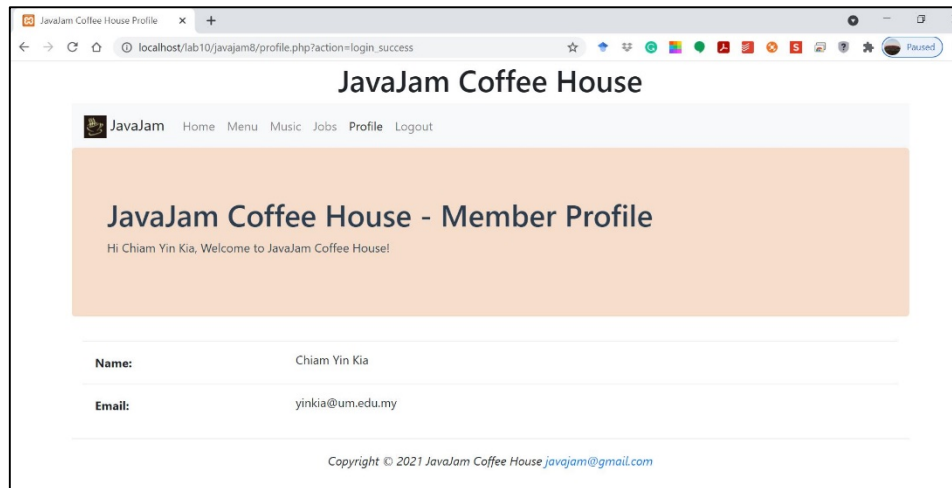 JavaJam Coffee House Profile
localhost/lab10/javajam8/profile.php?action=login_success
Paused
JavaJam Coffee House
JavaJam Home Menu Music Jobs Profile Logout
JavaJam Coffee House - Member Profile
Hi Chiam Yin Kia, Welcome to JavaJam Coffee House!
Name: Chiam Yin Kia
Email: yinkia@um.edu.my
Copyright © 2021 JavaJam Coffee House javajam@gmail.com